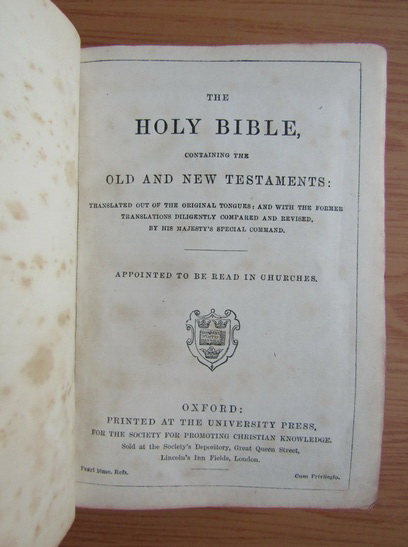 THE
HOLY BIBLE,
CONTAINING THE
OLD AND NEW TESTAMENTS:
TRANSLATED OUT OF THE ORIGINAL TONGUES: AND WITH THE FORMER
TRANSLATIONS DILIGENTLY COMPARED AND REVISED,
BY HIS MAJESTY'S SPECIAL COMMAND.
APPOINTED TO BE READ IN CHURCHES.
OXFORD:
PRINTED AT THE UNIVERSITY PRESS,
FOR THE SOCIETY FOR PROMOTING CHRISTIAN KNOWLEDGE.
Sold at the Society's Depository, Great Queen Street,
Lincoln's Inn Fields, London.
Pearl 16mo. Refs.
Cum Privilegio.